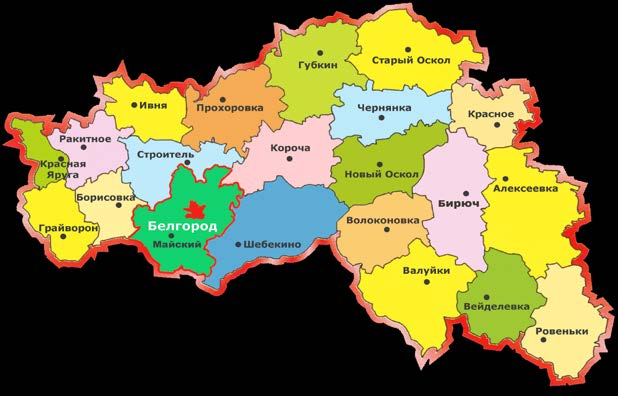 Старый Оскол
Губкин
Ивня
Прохоровка
Чернянка
Красное
Ракитное
Строитель
Короча
Красная
Яруга
Новый Оскол
Алексеевка
Борисовка
Бирюч
Грайворон
Белгород
Майский
Шебекино
Волоконовка
Валуйки
Вейделевка
Ровеньки